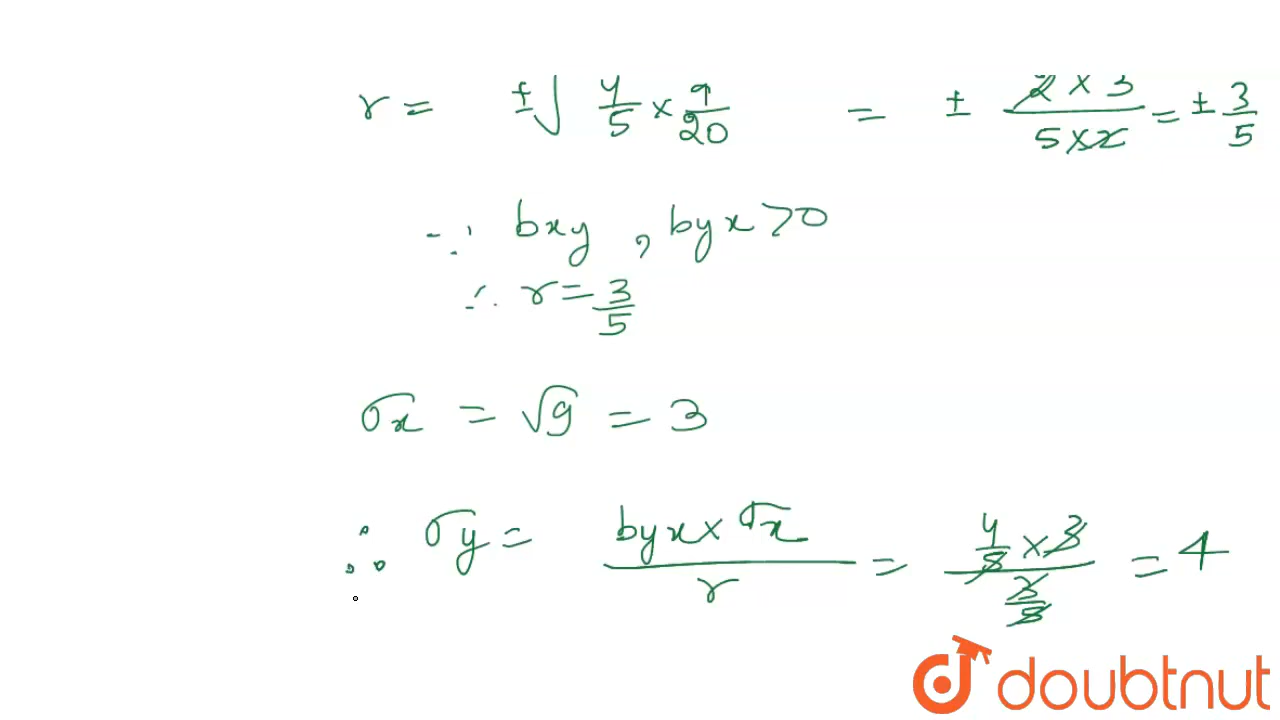 r = ±√ 4/5 × 9/20 = ± 2 × 3 / 5 × 2 = ± 3/5
∵ bxy , byx > 0
∴ r = 3/5
σx = √9 = 3
∴ σy = byx × σx / r = 4/5 × 3 / 3/5 = 4
doubtnut